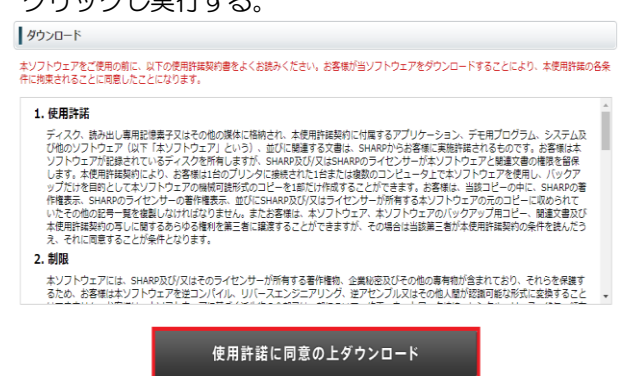 クリックし実行する。
ダウンロード
本ソフトウェアをご使用の前に、以下の使用許諾契約書をよくお読みください。お客様が当ソフトウェアをダウンロードすることにより、本使用許諾の各条
件に拘束されることに同意したことになります。
1. 使用許諾
ディスク、読み出し専用記憶素子又はその他の媒体に格納され、本使用許諾契約に付属するアプリケーション、デモ用プログラム、システム及
び他のソフトウェア（以下「本ソフトウェア」という）、並びに関連する文書は、SHARPからお客様に実施許諾されるものです。お客様は本
ソフトウェアが記録されているディスクを所有しますが、SHARP及び/又はSHARPのライセンサーが本ソフトウェアと関連文書の権限を留保
します。本使用許諾契約により、お客様は1台のプリンタに接続された1台または複数のコンピュータ上で本ソフトウェアを使用し、バックア
ップだけを目的として本ソフトウェアの機械可読形式のコピーを1部だけ作成することができます。お客様は、当該コピーの中に、SHARPの著
作権表示、SHARPのライセンサーの著作権表示、並びにSHARP及び/又はライセンサーが所有する本ソフトウェアの元のコピーに収められて
いたその他の記号一覧を複製しなければなりません。またお客様は、本ソフトウェア、本ソフトウェアのバックアップ用コピー、関連文書及び
本使用許諾契約の写しに関するあらゆる権利を第三者に譲渡することができますが、その場合は当該第三者が本使用許諾契約の条件を読んだう
え、それに同意することが条件となります。
2. 制限
本ソフトウェアには、SHARP及び/又はそのライセンサーが所有する著作権物、企業秘密及びその他の専有物が含まれており、それらを保護す
るため、お客様は本ソフトウェアを逆コンパイル、リバースエンジニアリング、逆アセンブル又はその他人間が認識可能な形式に変換すること
使用許諾に同意の上ダウンロード